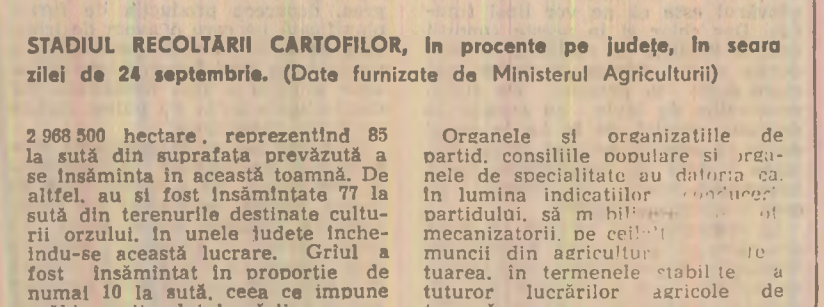 STADIUL RECOLTĂRII CARTOFILOR, în procente pe județe, în seara
zilei de 24 septembrie. (Date furnizate de Ministerul Agriculturii)
2 968 500 hectare, reprezentînd 85
la sută din suprafața prevăzută a
se însămînța în această toamnă. De
altfel, au și fost însămînțate 77 la
sută din terenurile destinate cultu-
rii orzului, în unele județe înche-
indu-se această lucrare. Grîul a
fost însămînțat în proporție de
numai 10 la sută, ceea ce impune
Organele și organizațiile de
partid, consiliile populare și orga-
nele de specialitate au datoria ca,
în lumina indicațiilor conducerii
partidului, să
mecanizatorii, pe
muncii din
tuarea, în termenele a
tuturor lucrărilor agricole de